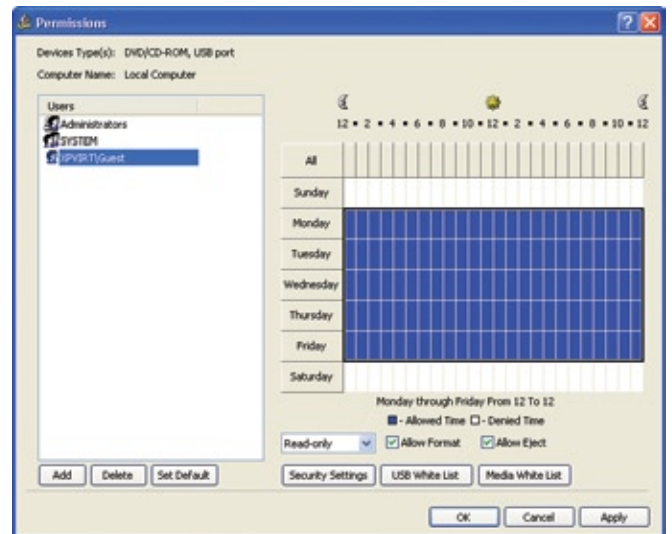 Permissions
Devices Type(s): DVD/CD-ROM, USB port
Computer Name: Local Computer
Users
Administrators
SYSTEM
XPVIRT\Guest
12 • 2 • 4 • 6 • 8 • 10 • 12 • 2 • 4 • 6 • 8 • 10 • 12
All
Sunday
Monday
Tuesday
Wednesday
Thursday
Friday
Saturday
Monday through Friday From 12 To 12
- Allowed Time - Denied Time
Read-only Allow Format Allow Eject
Add Delete Set Default Security Settings USB White List Media White List
OK Cancel Apply